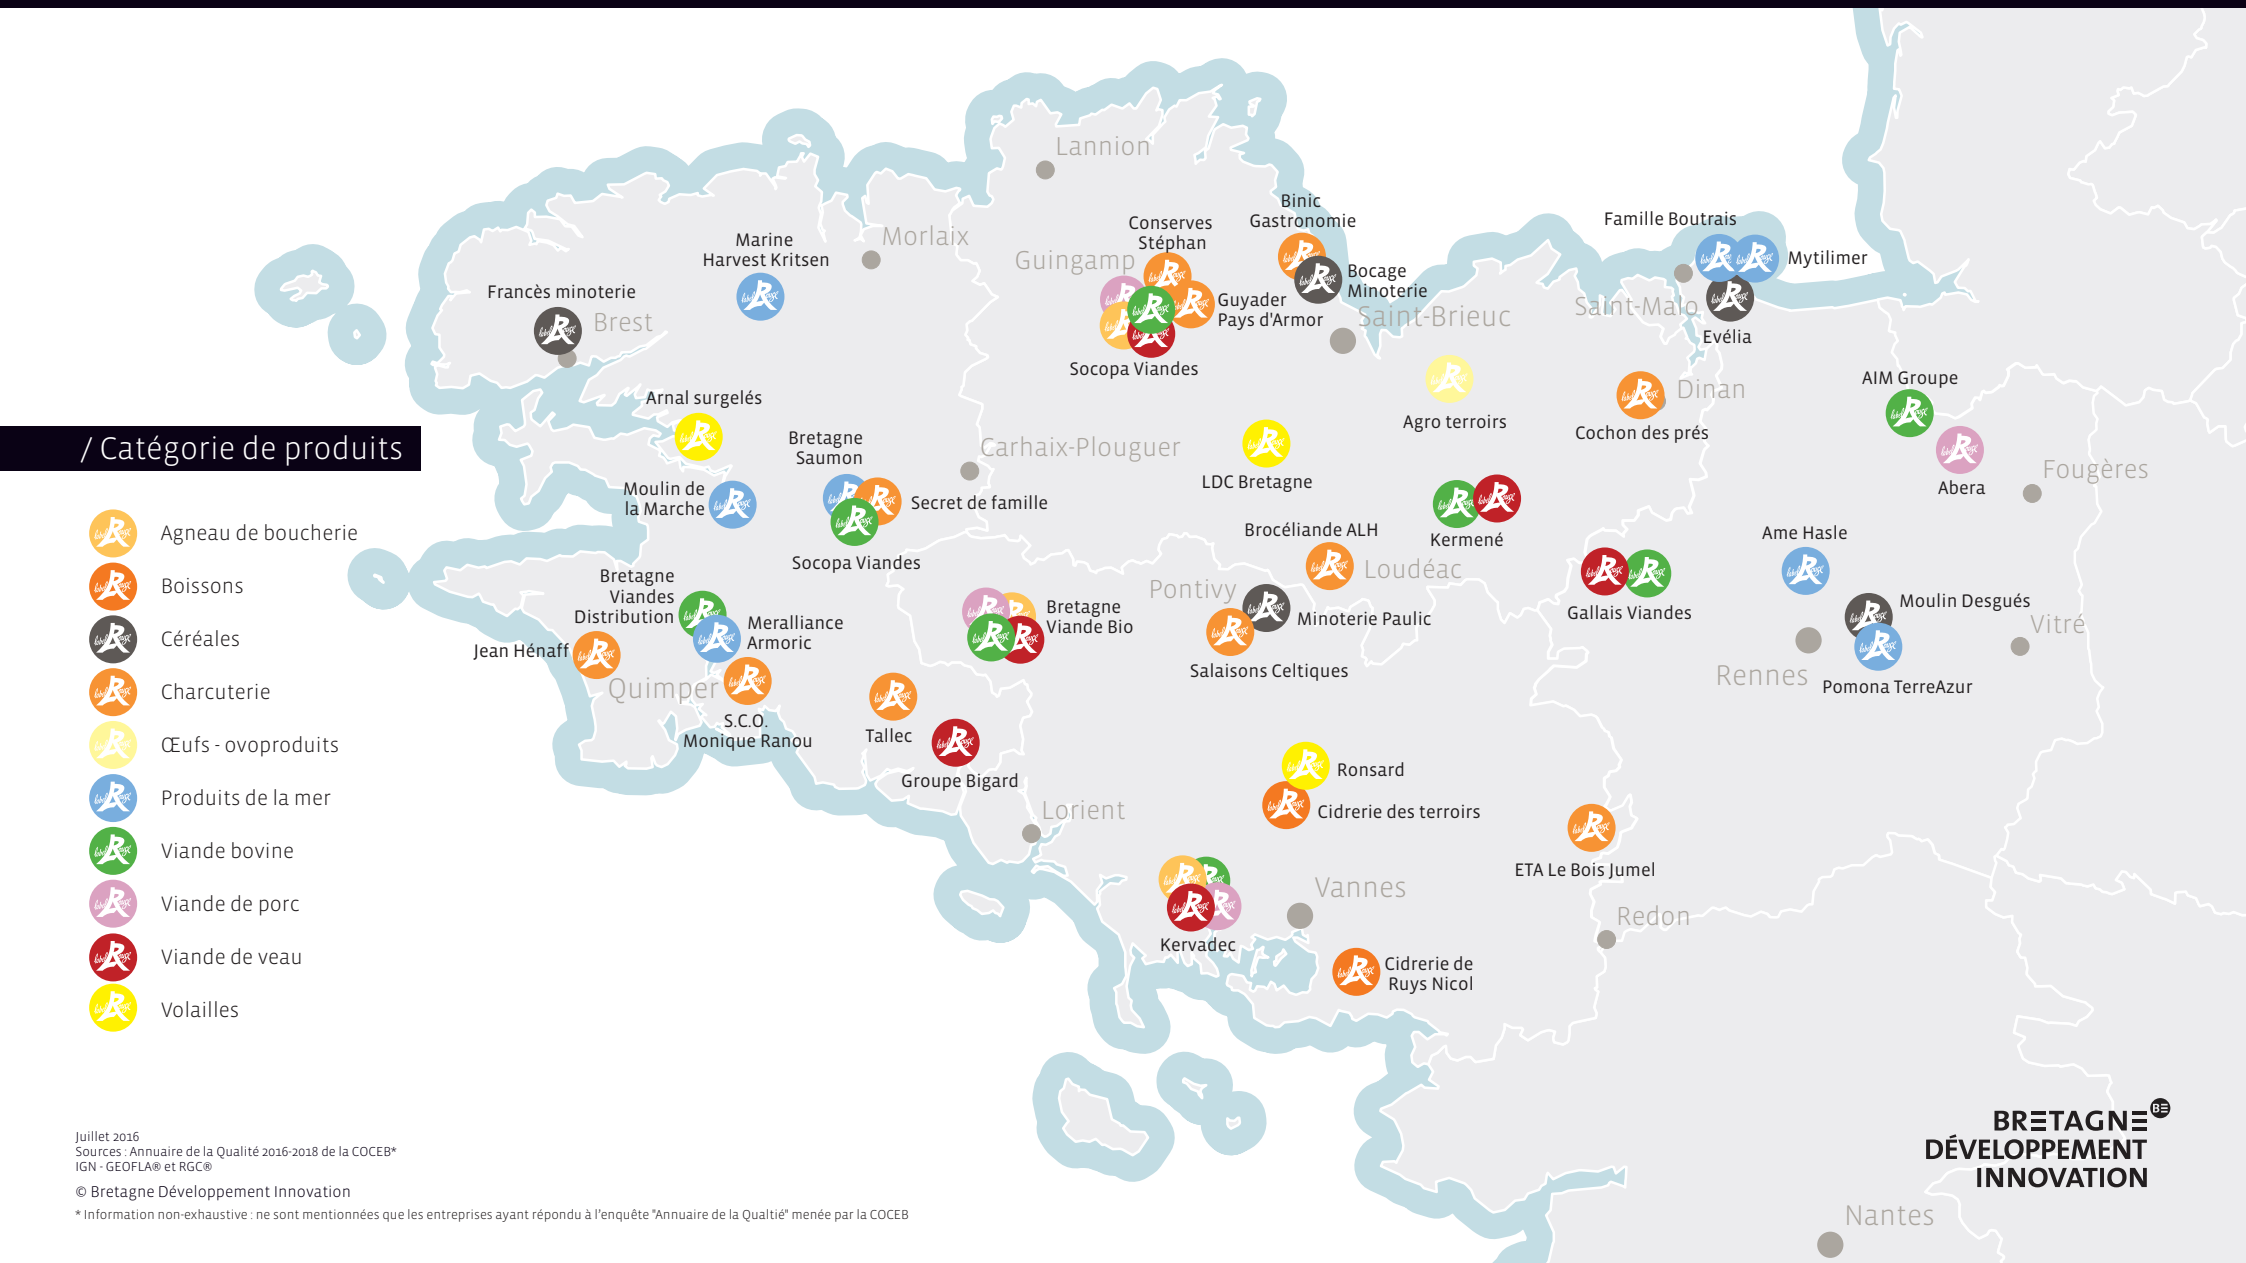 Lannion
Binic
Gastronomie
Conserves
Stéphan
Famille Boutrais
Marine
Harvest Kritsen
Morlaix
Guingamp
Mytilimer
Bocage
Minoterie
Francès minoterie
Brest
Guyader
Pays d'Armor
Saint-Brieuc
Saint-Malo
Evélia
Socopa Viandes
AIM Groupe
Dinan
Arnal surgelés
Agro terroirs
Cochon des prés
/ Catégorie de produits
Bretagne
Saumon
Carhaix-Plouguer
Fougères
LDC Bretagne
Abera
Moulin de
la Marche
Secret de famille
Agneau de boucherie
Brocéliande ALH
Kermené
Ame Hasle
Socopa Viandes
Loudéac
Boissons
Bretagne
Viandes
Distribution
Pontivy
Bretagne
Viande Bio
Minoterie Paulic
Gallais Viandes
Moulin Desgués
Vitré
Meralliance
Armoric
Céréales
Jean Hénaff
Salaisons Celtiques
Rennes
Pomona TerreAzur
Quimper
Charcuterie
S.C.O.
Monique Ranou
Tallec
Œufs - ovoproduits
Groupe Bigard
Ronsard
Produits de la mer
Lorient
Cidrerie des terroirs
Viande bovine
ETA Le Bois Jumel
Vannes
Viande de porc
Redon
Kervadec
Viande de veau
Cidrerie de
Ruys Nicol
Volailles
BRETAGNE
BE
DÉVELOPPEMENT
INNOVATION
Juillet 2016
Sources : Annuaire de la Qualité 2016-2018 de la COCEB*
IGN - GEOFLA® et RGC®
© Bretagne Développement Innovation
* Information non-exhaustive : ne sont mentionnées que les entreprises ayant répondu à l'enquête "Annuaire de la Qualtié" menée par la COCEB
Nantes